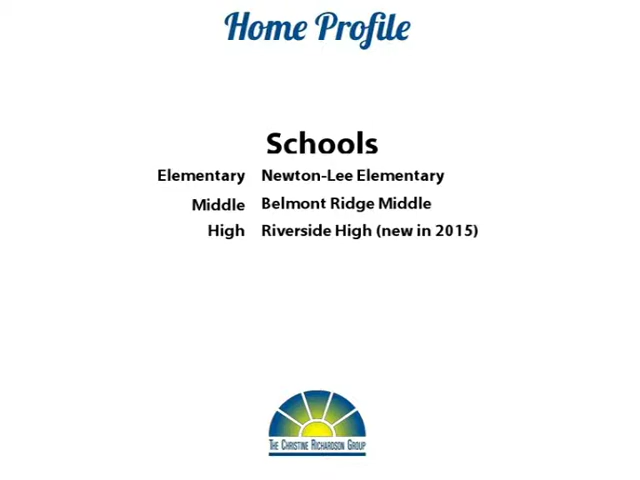 Home Profile
Schools
Elementary Newton-Lee Elementary
Middle Belmont Ridge Middle
High Riverside High (new in 2015)
The Christine Richardson Group